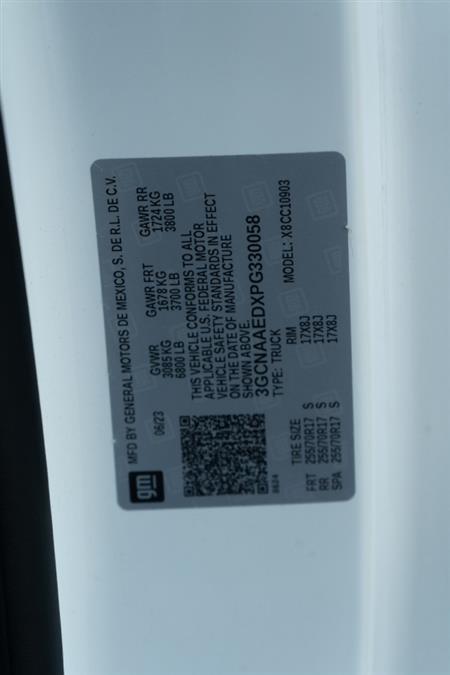 gm
MFD BY GENERAL MOTORS DE MEXICO, S. DE R.L. DE C.V.
06/23
GVWR GAWR FRT GAWR RR
3085 KG 1678 KG 1724 KG
6800 LB 3700 LB 3800 LB
THIS VEHICLE CONFORMS TO ALL
APPLICABLE U.S. FEDERAL MOTOR
VEHICLE SAFETY STANDARDS IN EFFECT
ON THE DATE OF MANUFACTURE
SHOWN ABOVE.
3GCNAAEDXPG330058
TYPE: TRUCK MODEL: X8CC10903
8624
TIRE SIZE RIM
FRT 255/70R17 S 17X8J
RR 255/70R17 S 17X8J
SPA 255/70R17 S 17X8J